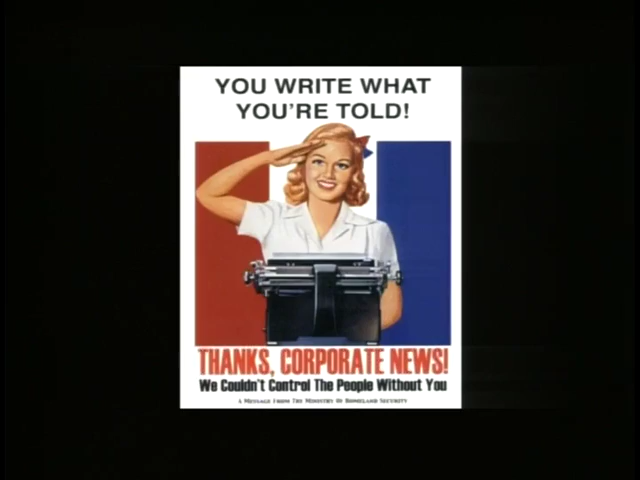 YOU WRITE WHAT
YOU'RE TOLD!
THANKS, CORPORATE NEWS!
We Couldn't Control The People Without You
A Message From The Ministry Of Homeland Security